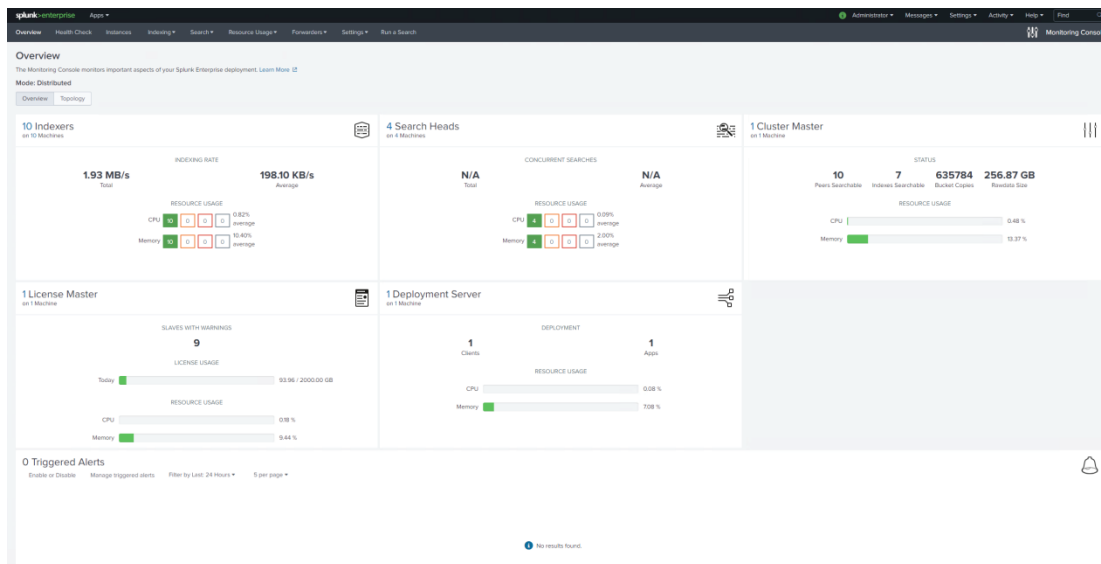 splunk>enterprise Apps
Administrator Messages Settings Activity Help Find
Overview Health Check Instances Indexing Search Resource Usage Forwarders Settings Run a Search
Monitoring Conso
Overview
The Monitoring Console monitors important aspects of your Splunk Enterprise deployment. Learn More
Mode: Distributed
Overview Topology
10 Indexers
on 10 Machines
INDEXING RATE
1.93 MB/s 198.10 KB/s
Total Average
RESOURCE USAGE
CPU 10 0 0 0 0.82% average
Memory 10 0 0 0 10.40% average
4 Search Heads
on 4 Machines
CONCURRENT SEARCHES
N/A N/A
Total Average
RESOURCE USAGE
CPU 4 0 0 0 0.09% average
Memory 4 0 0 0 2.00% average
1 Cluster Master
on 1 Machine
STATUS
10 7 635784 256.87 GB
Peers Searchable Indexes Searchable Bucket Copies Rawdata Size
RESOURCE USAGE
CPU 0.48 %
Memory 13.37 %
1 License Master
on 1 Machine
SLAVES WITH WARNINGS
9
LICENSE USAGE
Today 93.96 / 2000.00 GB
RESOURCE USAGE
CPU 0.18 %
Memory 9.44 %
1 Deployment Server
on 1 Machine
DEPLOYMENT
1 1
Clients Apps
RESOURCE USAGE
CPU 0.08 %
Memory 7.08 %
0 Triggered Alerts
Enable or Disable Manage triggered alerts Filter by Last: 24 Hours 5 per page
No results found.